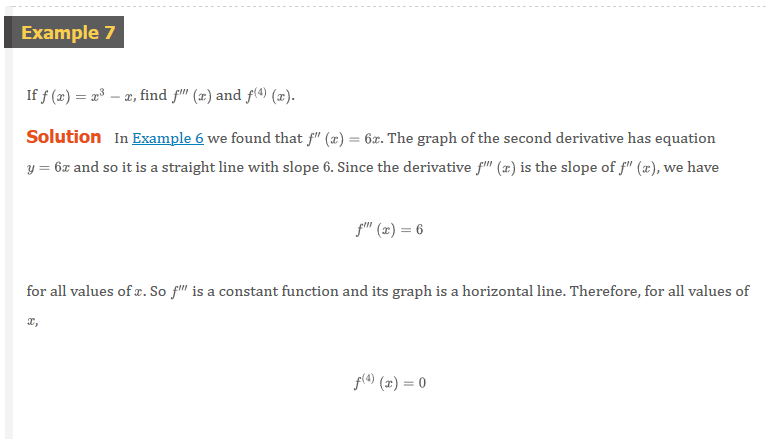 Example 7
If f (x) = x³ − x, find f‴ (x) and f⁽⁴⁾ (x).
Solution In Example 6 we found that f″ (x) = 6x. The graph of the second derivative has equation
y = 6x and so it is a straight line with slope 6. Since the derivative f‴ (x) is the slope of f″ (x), we have
f‴ (x) = 6
for all values of x. So f‴ is a constant function and its graph is a horizontal line. Therefore, for all values of
x,
f⁽⁴⁾ (x) = 0